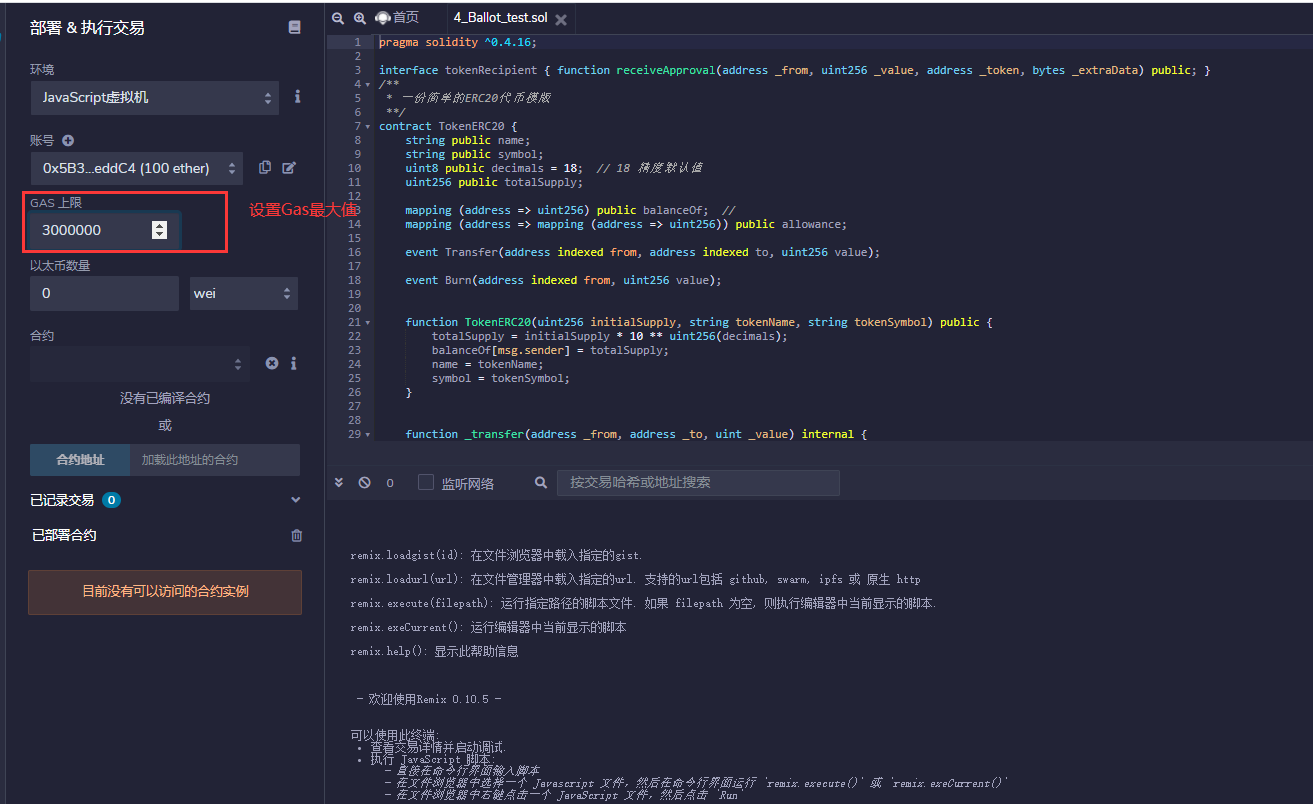 部署 & 执行交易
环境
JavaScript虚拟机
账号
0x5B3...eddC4 (100 ether)
GAS 上限
3000000
设置Gas最大值
以太币数量
0
wei
合约
没有已编译合约
或
合约地址
加载此地址的合约
已记录交易 0
已部署合约
目前没有可以访问的合约实例
首页
4_Ballot_test.sol
1 pragma solidity ^0.4.16;
2
3 interface tokenRecipient { function receiveApproval(address _from, uint256 _value, address _token, bytes _extraData) public; }
4 /**
5 * 一份简单的ERC20代币模版
6 **/
7 contract TokenERC20 {
8 string public name;
9 string public symbol;
10 uint8 public decimals = 18; // 18 精度默认值
11 uint256 public totalSupply;
12
13 mapping (address => uint256) public balanceOf; //
14 mapping (address => mapping (address => uint256)) public allowance;
15
16 event Transfer(address indexed from, address indexed to, uint256 value);
17
18 event Burn(address indexed from, uint256 value);
19
20
21 function TokenERC20(uint256 initialSupply, string tokenName, string tokenSymbol) public {
22 totalSupply = initialSupply * 10 ** uint256(decimals);
23 balanceOf[msg.sender] = totalSupply;
24 name = tokenName;
25 symbol = tokenSymbol;
26 }
27
28
29 function _transfer(address _from, address _to, uint _value) internal {
0
监听网络
按交易哈希或地址搜索
remix.loadgist(id): 在文件浏览器中载入指定的gist.
remix.loadurl(url): 在文件管理器中载入指定的url. 支持的url包括 github, swarm, ipfs 或 原生 http
remix.execute(filepath): 运行指定路径的脚本文件. 如果 filepath 为空, 则执行编辑器中当前显示的脚本.
remix.exeCurrent(): 运行编辑器中当前显示的脚本
remix.help(): 显示此帮助信息
- 欢迎使用Remix 0.10.5 -
可以使用此终端:
• 查看交易详情并启动调试.
• 执行 JavaScript 脚本:
- 直接在命令行界面输入脚本
- 在文件浏览器中选择一个 Javascript 文件，然后在命令行界面运行 `remix.execute()` 或 `remix.exeCurrent()`
- 在文件浏览器中右键点击一个 JavaScript 文件，然后点击 `Run`